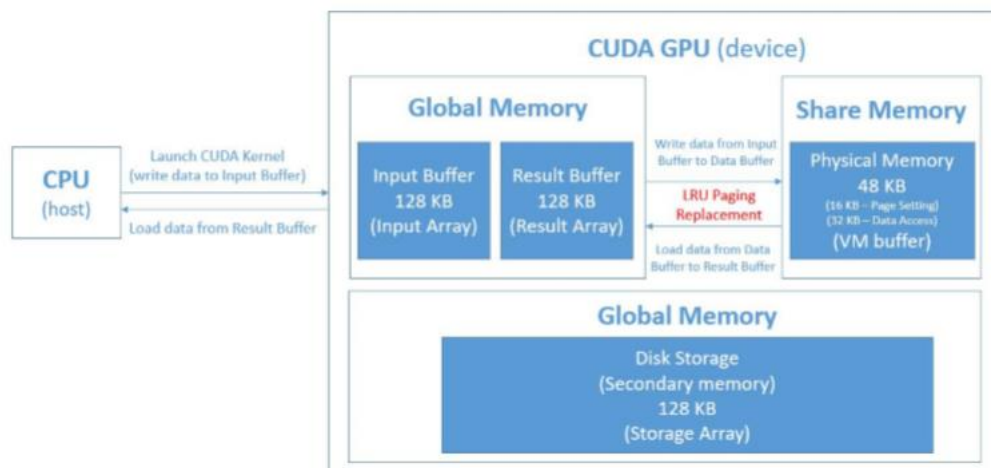 CUDA GPU (device)
Global Memory
Share Memory
CPU
(host)
Launch CUDA Kernel
(write data to Input Buffer)
Load data from Result Buffer
Input Buffer
128 KB
(Input Array)
Result Buffer
128 KB
(Result Array)
Write data from Input
Buffer to Data Buffer
LRU Paging
Replacement
Load data from Data
Buffer to Result Buffer
Physical Memory
48 KB
(16 KB – Page Setting)
(32 KB – Data Access)
(VM buffer)
Global Memory
Disk Storage
(Secondary memory)
128 KB
(Storage Array)